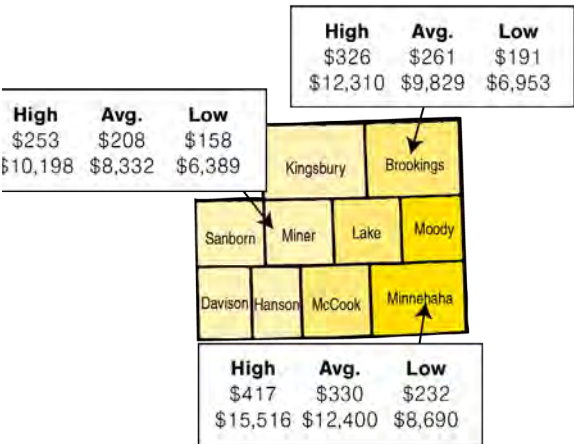 High Avg. Low
$326 $261 $191
$12,310 $9,829 $6,953
High Avg. Low
$253 $208 $158
$10,198 $8,332 $6,389
Kingsbury Brookings
Sanborn Miner Lake Moody
Davison Hanson McCook Minnehaha
High Avg. Low
$417 $330 $232
$15,516 $12,400 $8,690